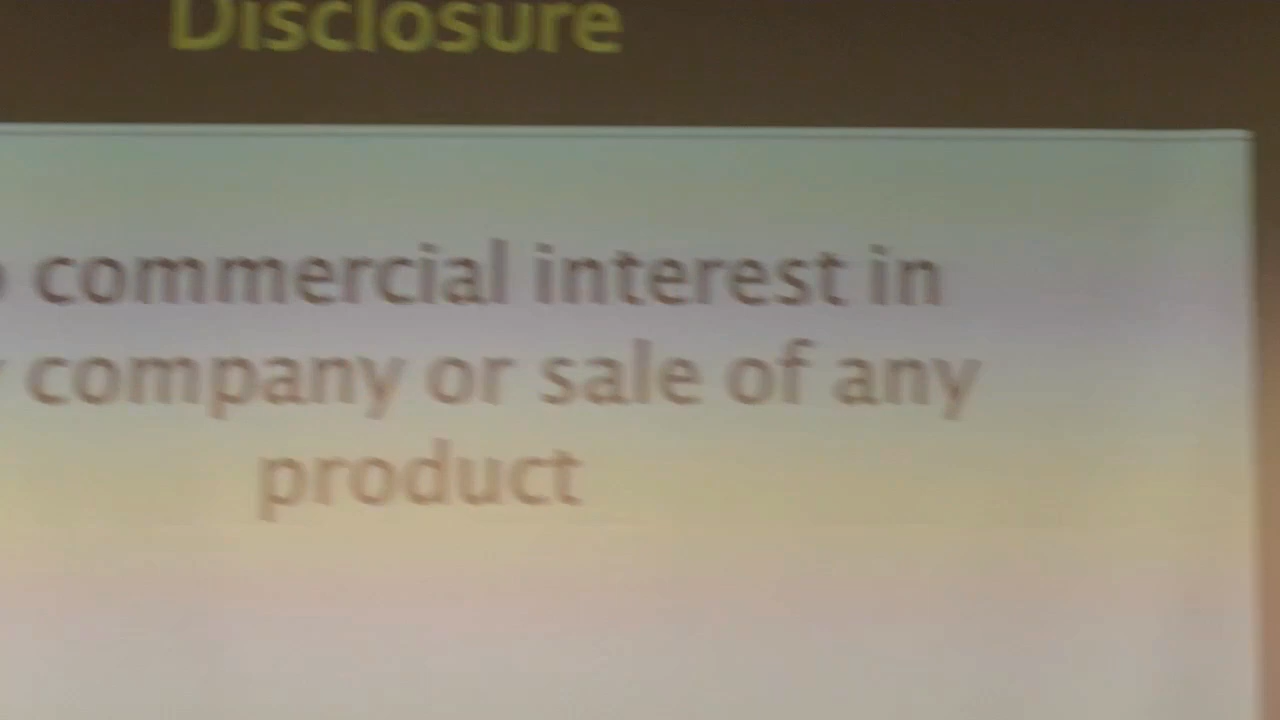 Disclosure
commercial interest in
company or sale of any
product